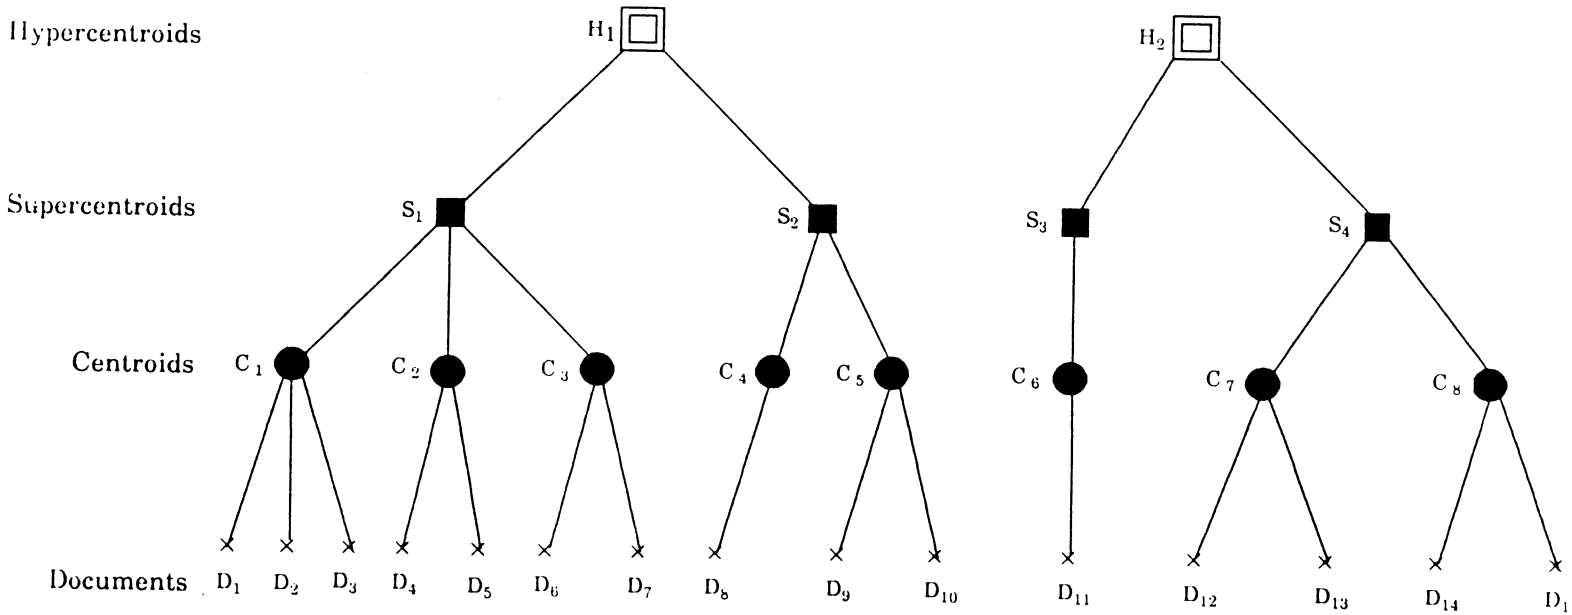 Hypercentroids H1 H2
Supercentroids S1 S2 S3 S4
Centroids C1 C2 C3 C4 C5 C6 C7 C8
D1 D2 D3 D4 D5 D6 D7 D8 D9 D10 D11 D12 D13 D14 D1
Documents